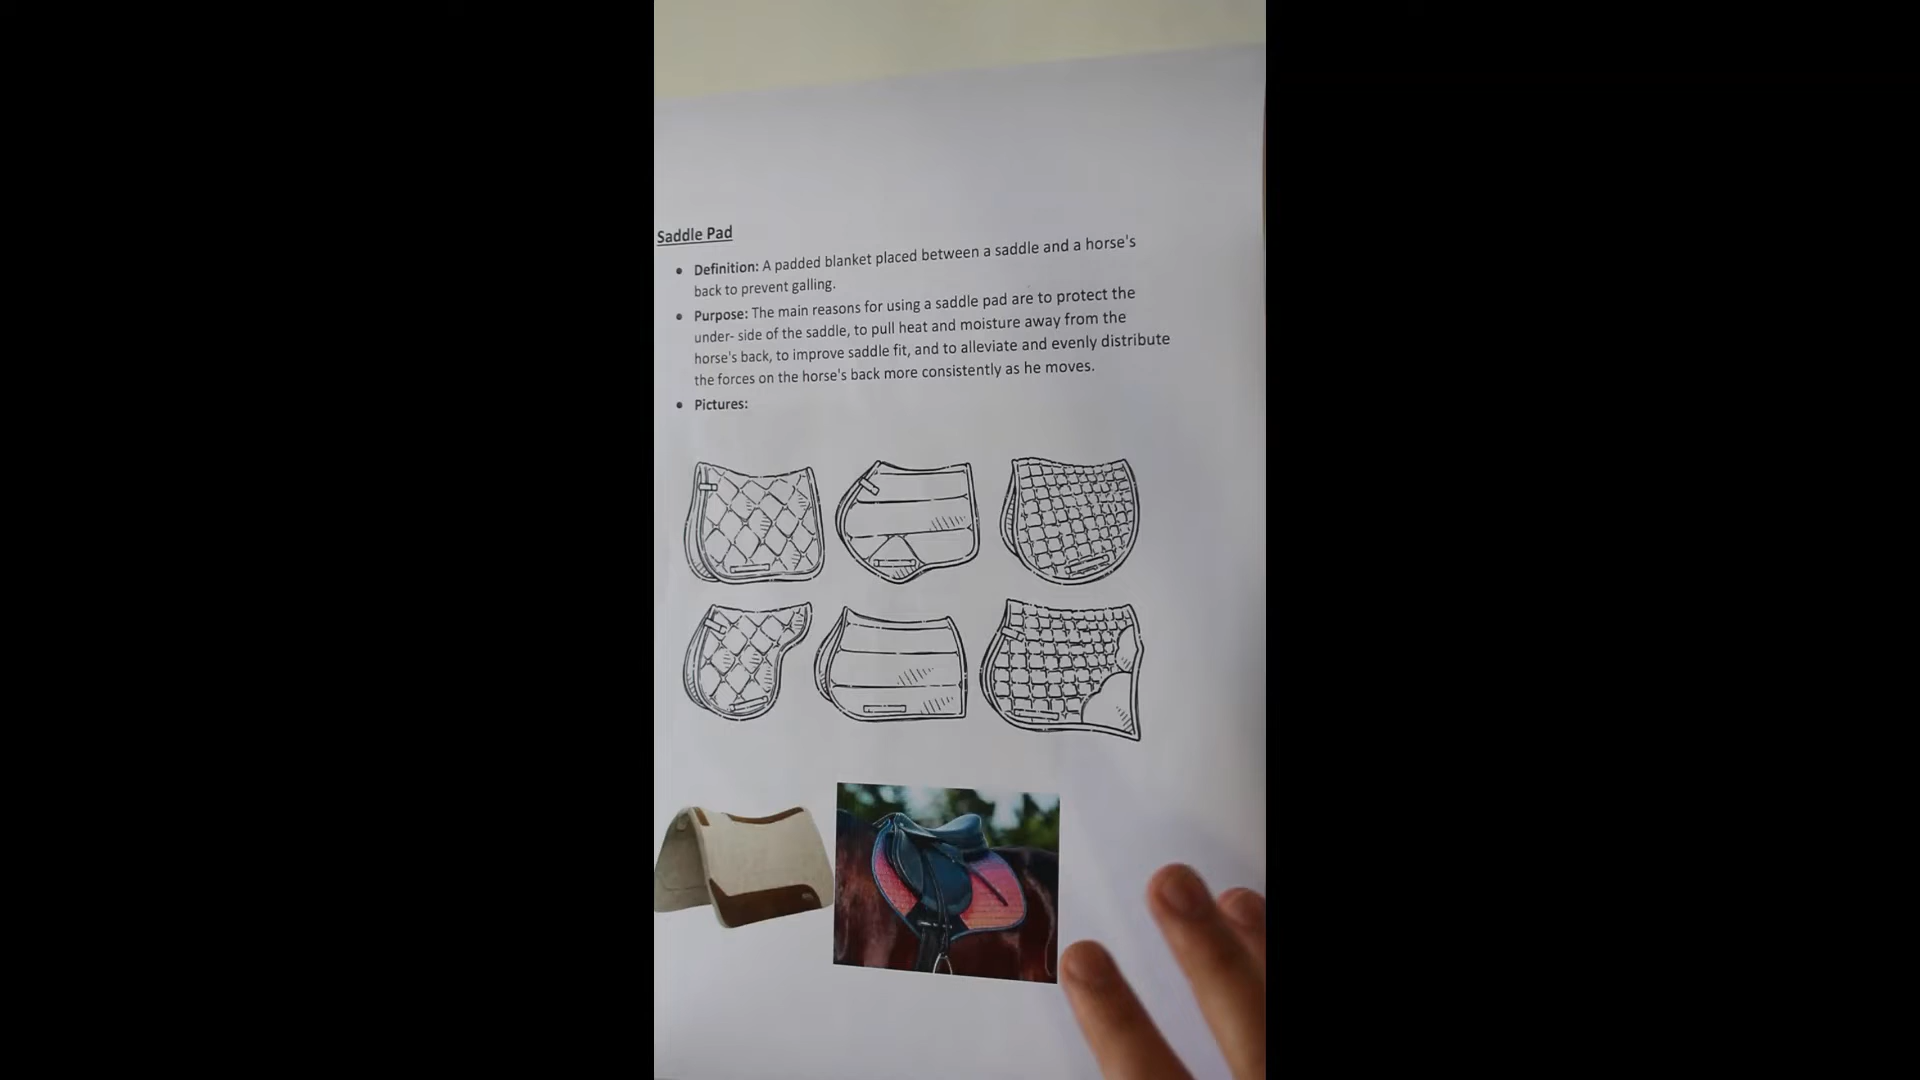 Saddle Pad
• Definition: A padded blanket placed between a saddle and a horse's
back to prevent galling.
• Purpose: The main reasons for using a saddle pad are to protect the
under- side of the saddle, to pull heat and moisture away from the
horse's back, to improve saddle fit, and to alleviate and evenly distribute
the forces on the horse's back more consistently as he moves.
• Pictures: